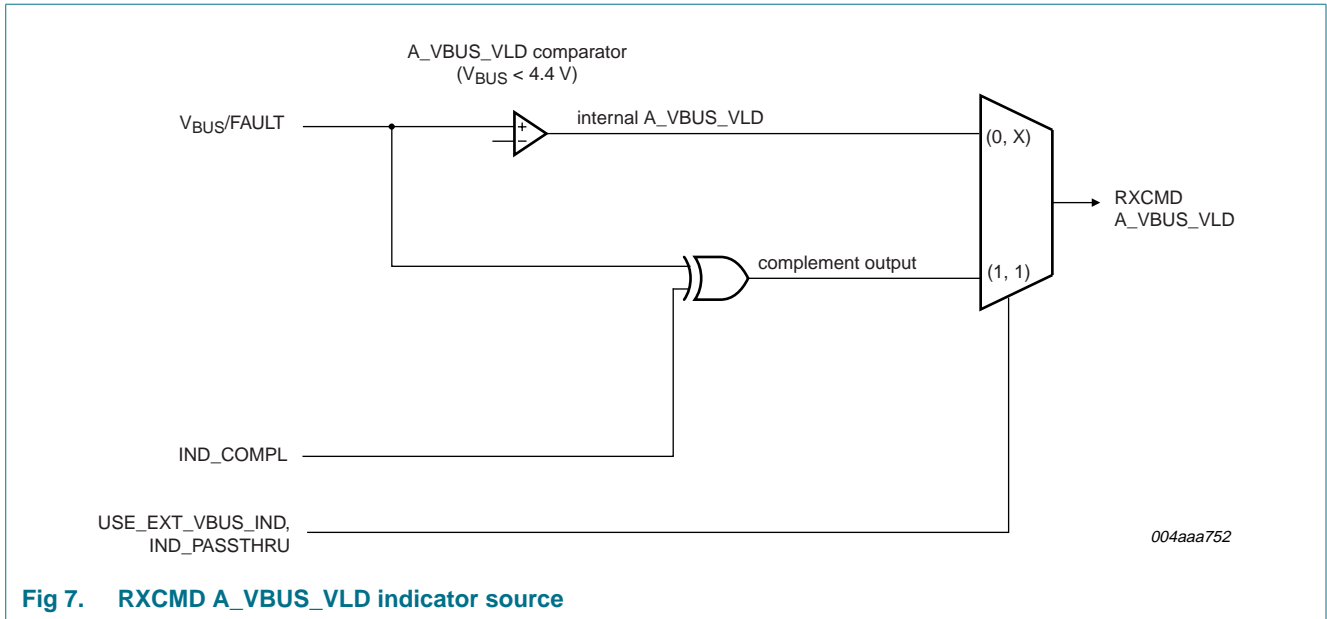 A_VBUS_VLD comparator
(VBUS < 4.4 V)
VBUS/FAULT
internal A_VBUS_VLD
+
−
(0, X)
RXCMD
A_VBUS_VLD
complement output
(1, 1)
IND_COMPL
USE_EXT_VBUS_IND,
IND_PASSTHRU
004aaa752
Fig 7. RXCMD A_VBUS_VLD indicator source